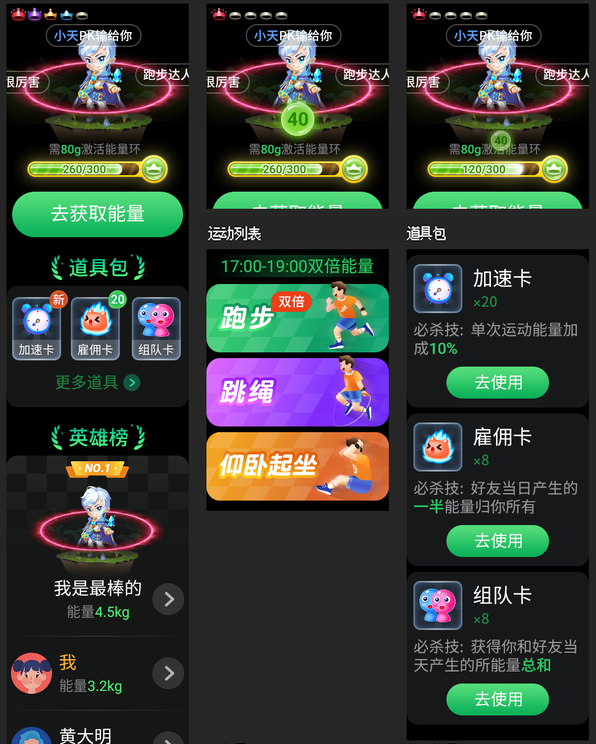 小天PK输给你
很厉害
跑步达人
需80g激活能量环
260/300
去获取能量
道具包
新
20
加速卡
雇佣卡
组队卡
更多道具
英雄榜
NO.1
我是最棒的
能量4.5kg
我
能量3.2kg
黄大明
小天PK输给你
很厉害
跑步达人
40
需80g激活能量环
260/300
去获取能量
运动列表
17:00-19:00双倍能量
双倍
跑步
跳绳
仰卧起坐
小天PK输给你
很厉害
跑步达人
40
需80g激活能量环
120/300
去获取能量
道具包
加速卡
×20
必杀技: 单次运动能量加
成10%
去使用
雇佣卡
×8
必杀技: 好友当日产生的
一半能量归你所有
去使用
组队卡
×8
必杀技: 获得你和好友当
天产生的所能量总和
去使用